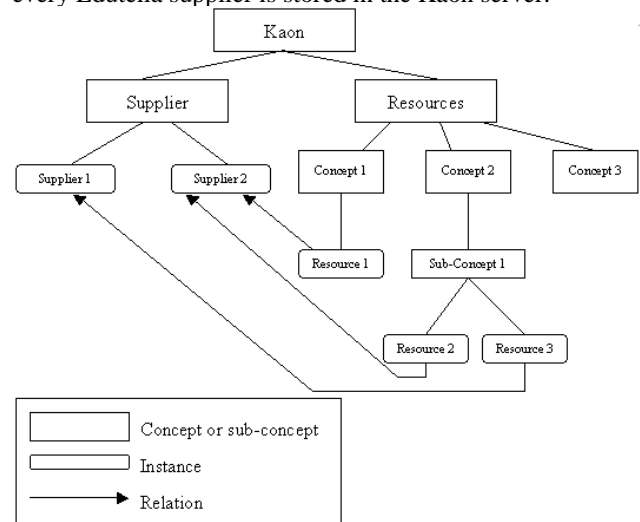 every Edutella supplier is stored in the Kaon server.
Kaon
Supplier
Resources
Supplier 1
Supplier 2
Concept 1
Concept 2
Concept 3
Resource 1
Sub-Concept 1
Resource 2
Resource 3
Concept or sub-concept
Instance
Relation